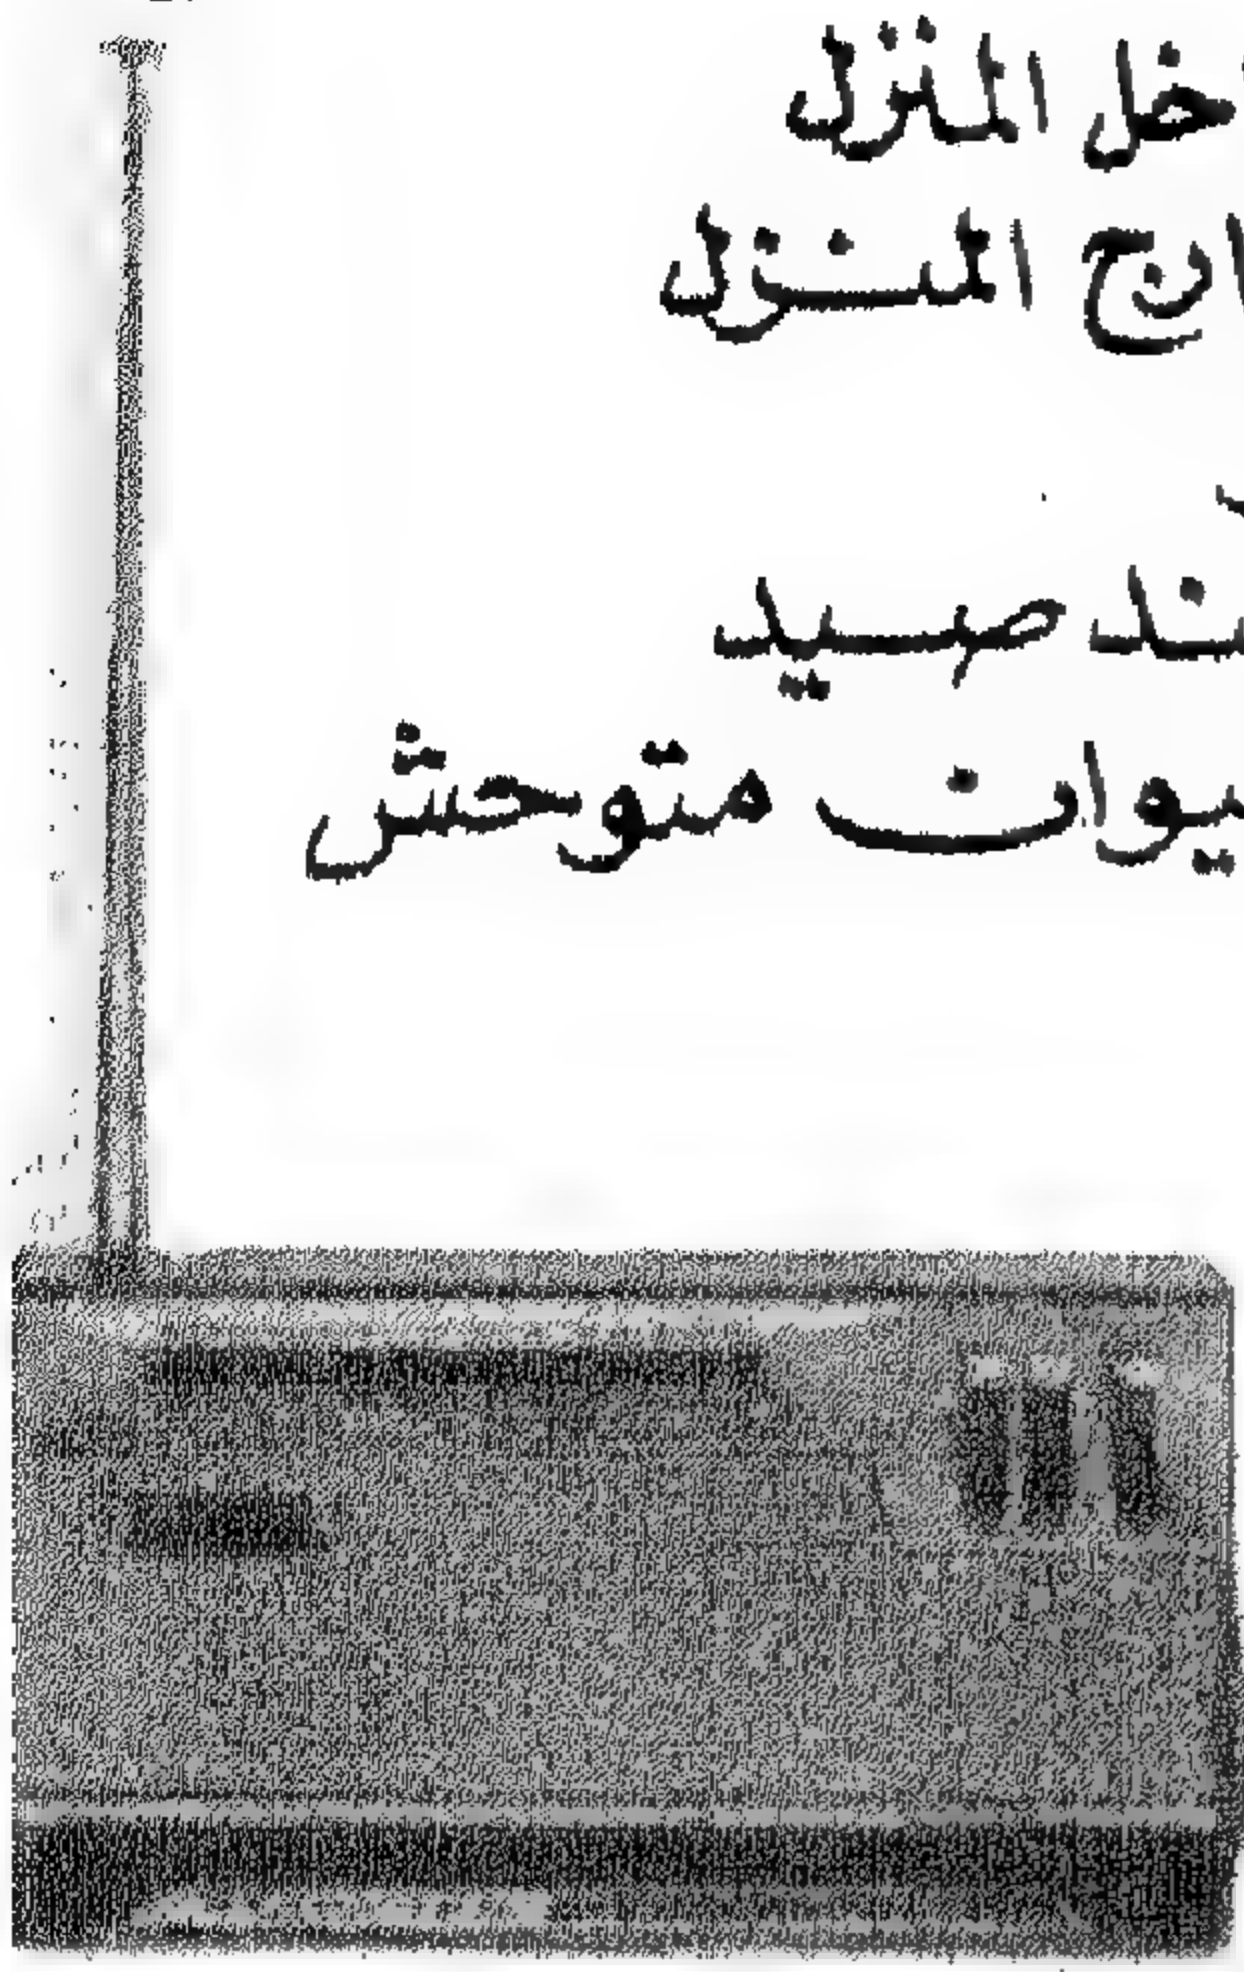 خل المنزل
ارج المنزل
ند صيد
يوان متوحش